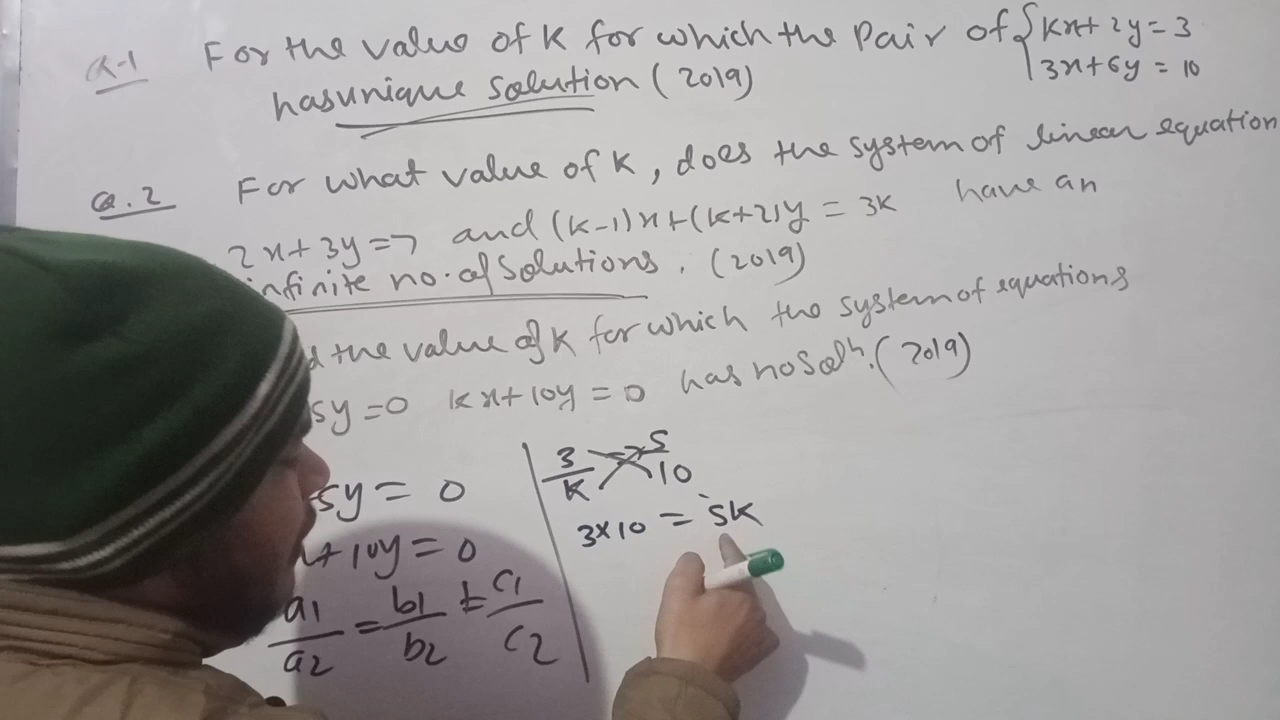 Q-1 For the value of k for which the pair of { kx + 2y = 3
3x + 6y = 10
has unique solution (2019)
Q.2 For what value of k, does the system of linear equation
2x + 3y = 7 and (k-1)x + (k+2)y = 3k have an
infinite no. of solutions. (2019)
d the value of k for which the system of equations
5y = 0 kx + 10y = 0 has no solⁿ. (2019)
5y = 0
x + 10y = 0
a1/a2 = b1/b2 ≠ c1/c2
3/k = 5/10
3×10 = 5k